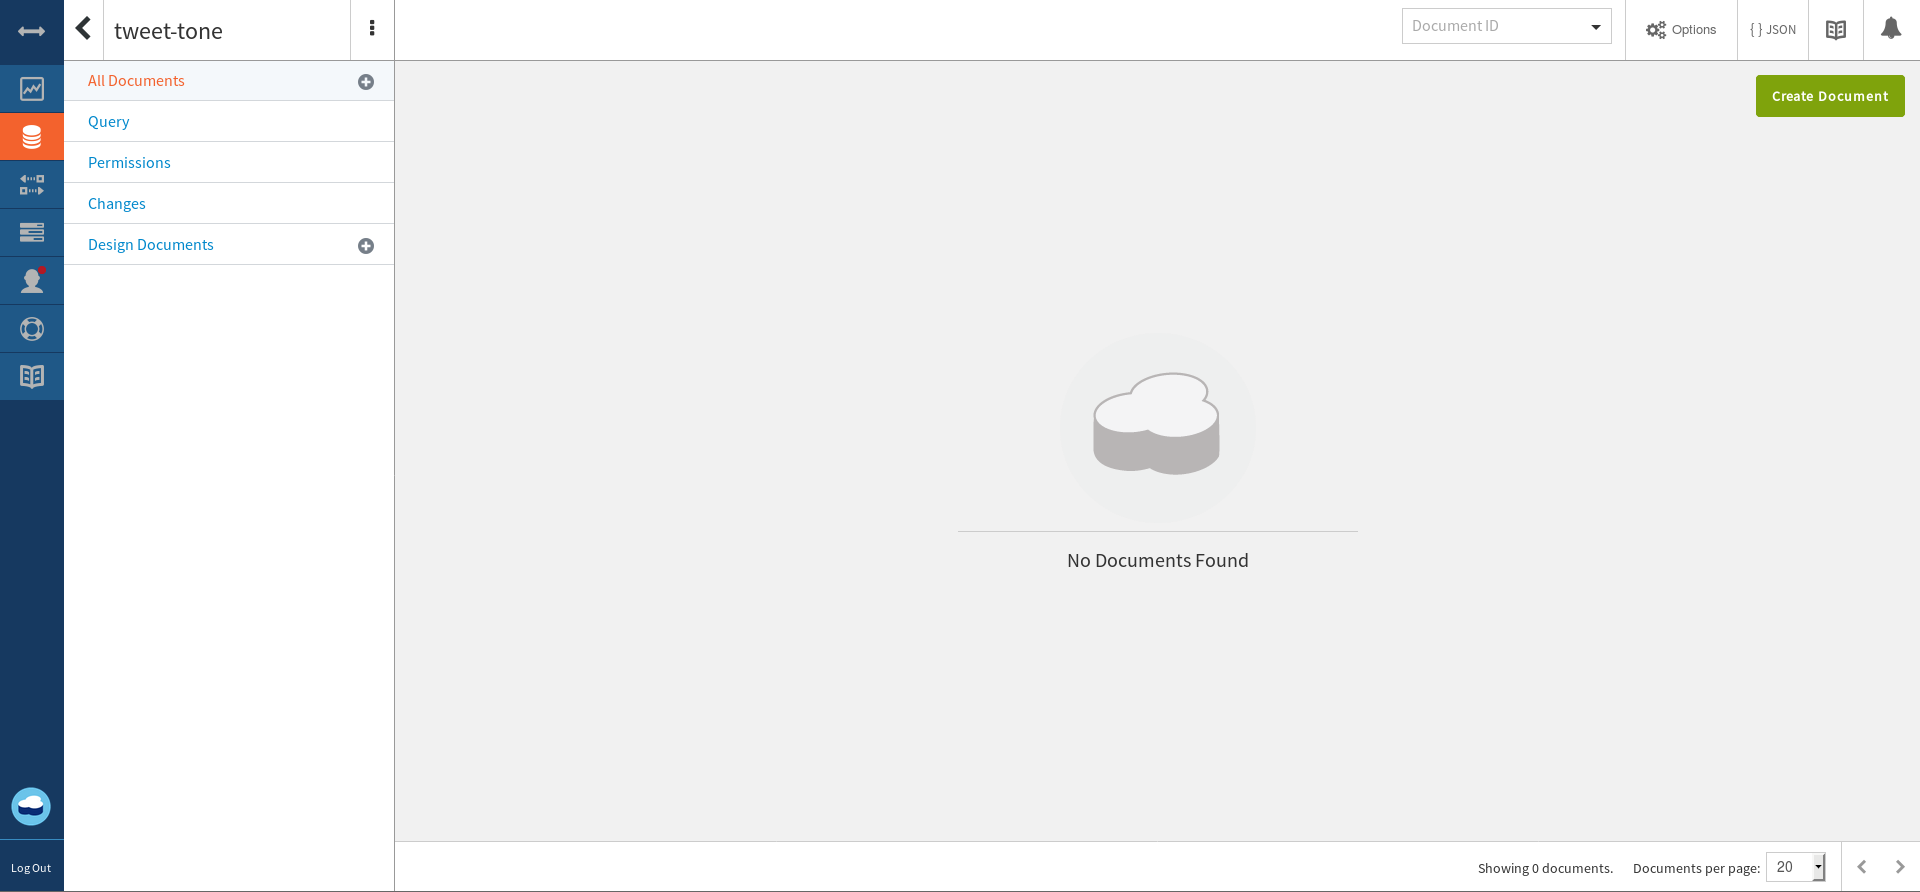 tweet-tone
Document ID
Options
{ } JSON
All Documents
Query
Permissions
Changes
Design Documents
Create Document
No Documents Found
Log Out
Showing 0 documents.
Documents per page:
20